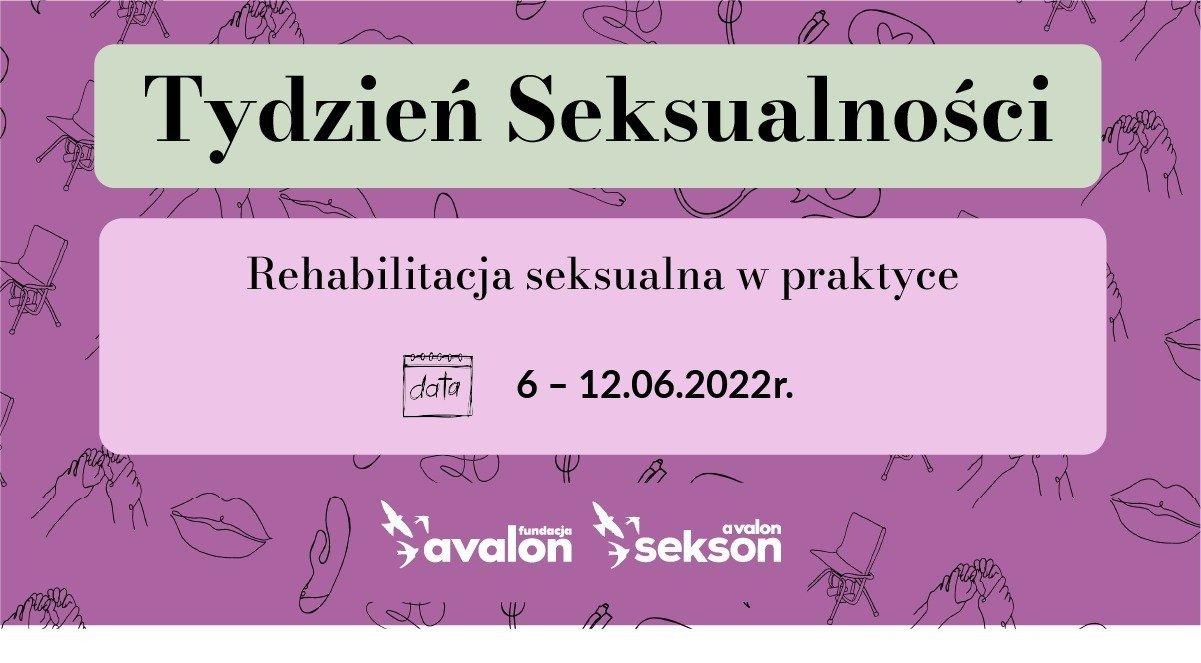 Tydzień Seksualności
Rehabilitacja seksualna w praktyce
data
6 – 12.06.2022r.
fundacja
avalon
avalon
sekson